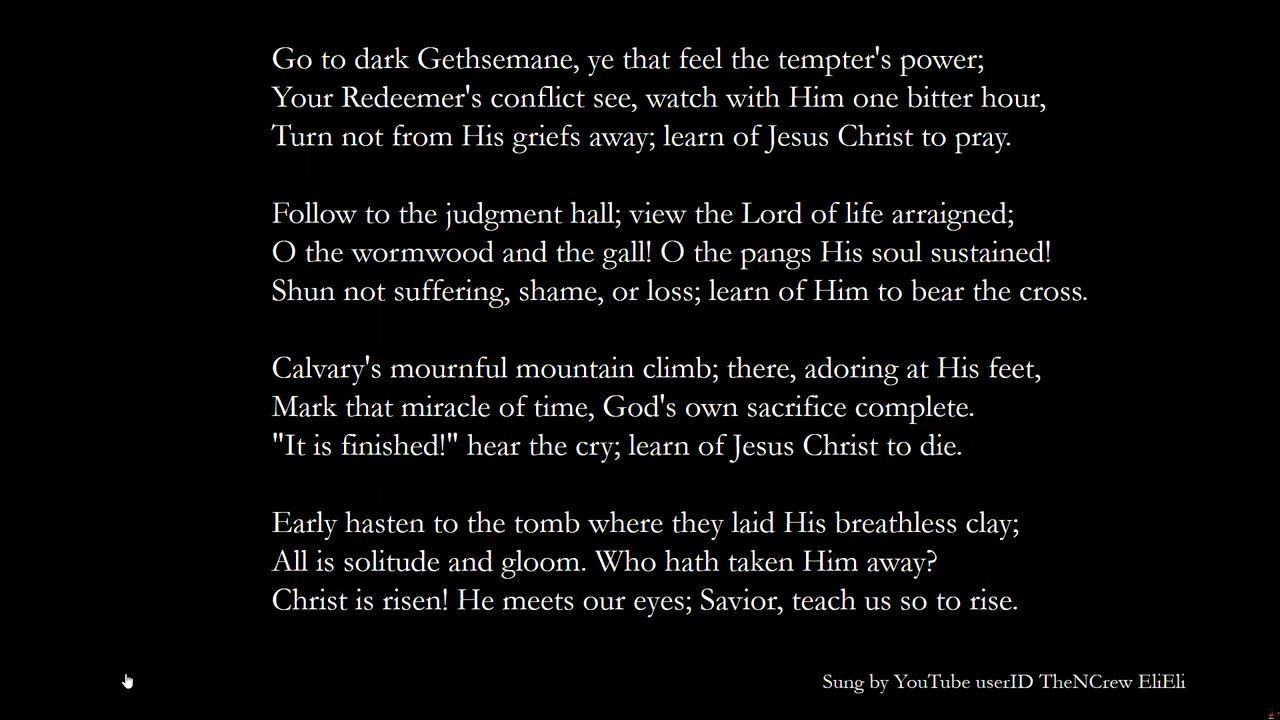 Go to dark Gethsemane, ye that feel the tempter's power;
Your Redeemer's conflict see, watch with Him one bitter hour,
Turn not from His griefs away; learn of Jesus Christ to pray.
Follow to the judgment hall; view the Lord of life arraigned;
O the wormwood and the gall! O the pangs His soul sustained!
Shun not suffering, shame, or loss; learn of Him to bear the cross.
Calvary's mournful mountain climb; there, adoring at His feet,
Mark that miracle of time, God's own sacrifice complete.
"It is finished!" hear the cry; learn of Jesus Christ to die.
Early hasten to the tomb where they laid His breathless clay;
All is solitude and gloom. Who hath taken Him away?
Christ is risen! He meets our eyes; Savior, teach us so to rise.
Sung by YouTube userID TheNCrew EliEli